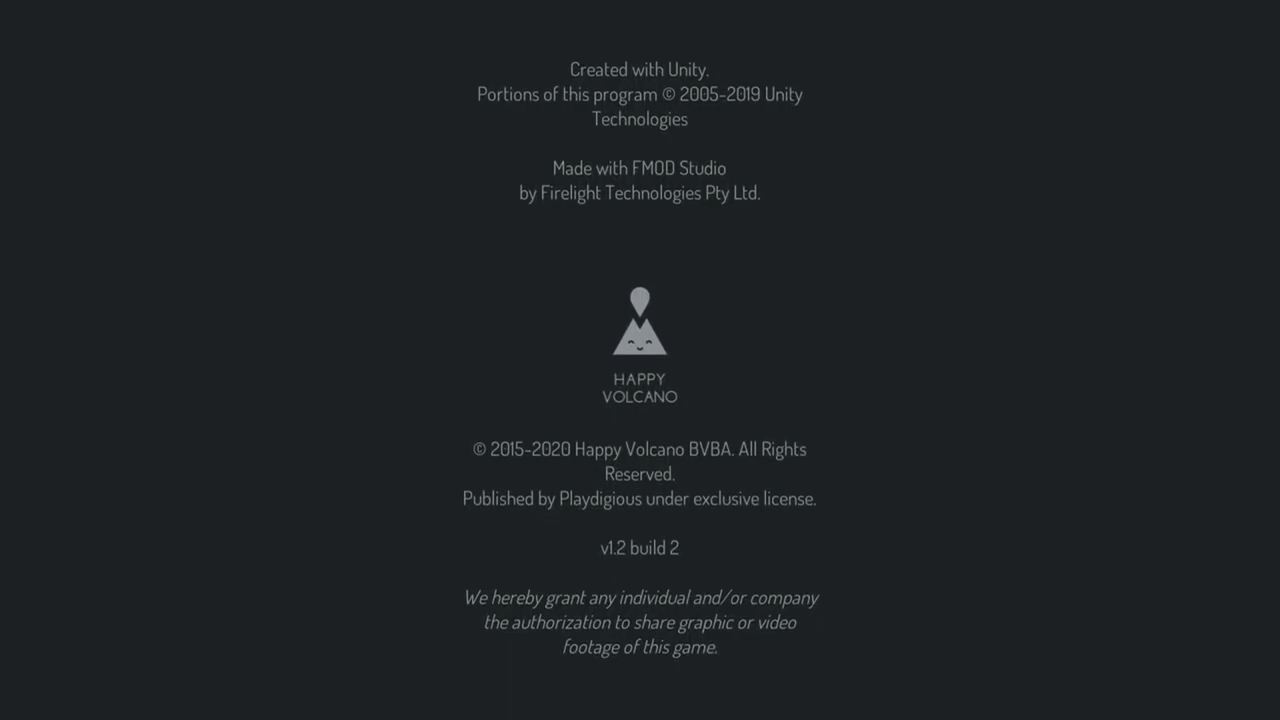 Created with Unity.
Portions of this program © 2005-2019 Unity
Technologies
Made with FMOD Studio
by Firelight Technologies Pty Ltd.
HAPPY
VOLCANO
© 2015-2020 Happy Volcano BVBA. All Rights
Reserved.
Published by Playdigious under exclusive license.
v1.2 build 2
We hereby grant any individual and/or company
the authorization to share graphic or video
footage of this game.